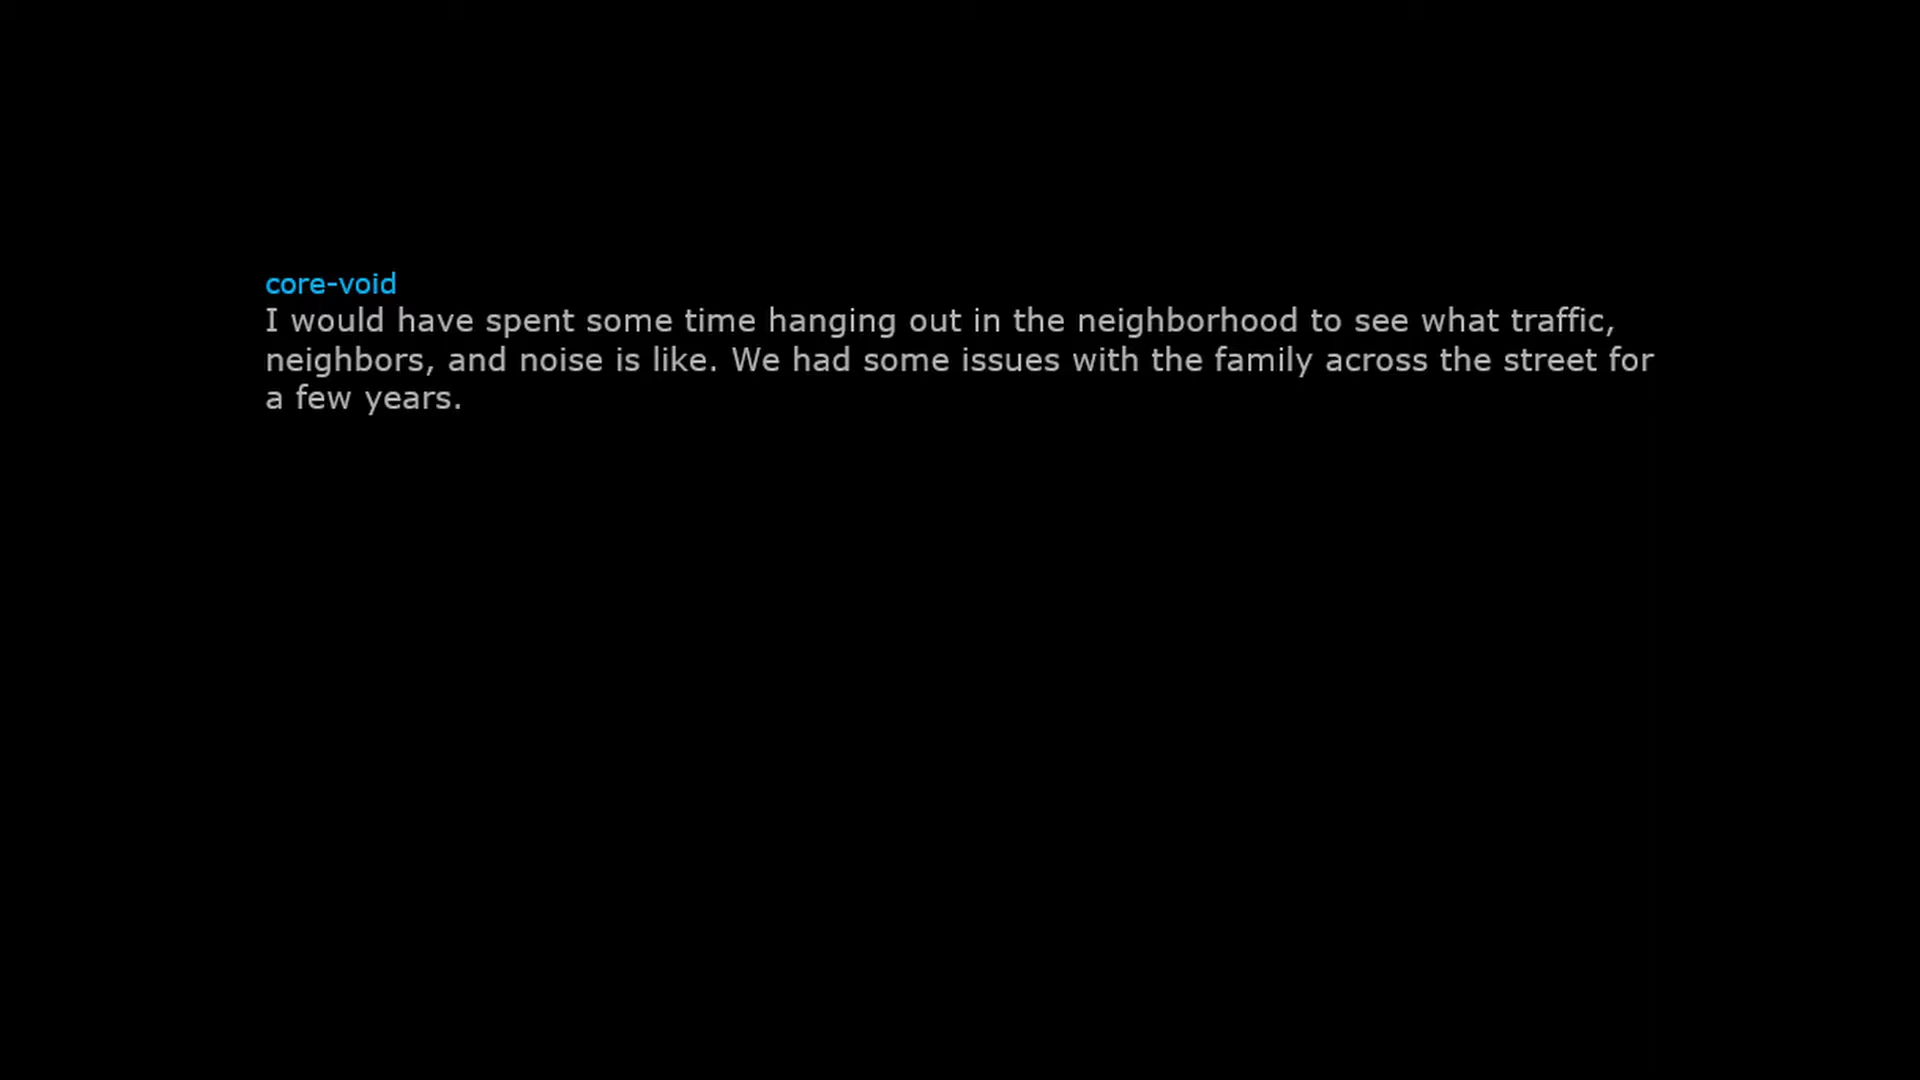 core-void
I would have spent some time hanging out in the neighborhood to see what traffic,
neighbors, and noise is like. We had some issues with the family across the street for
a few years.